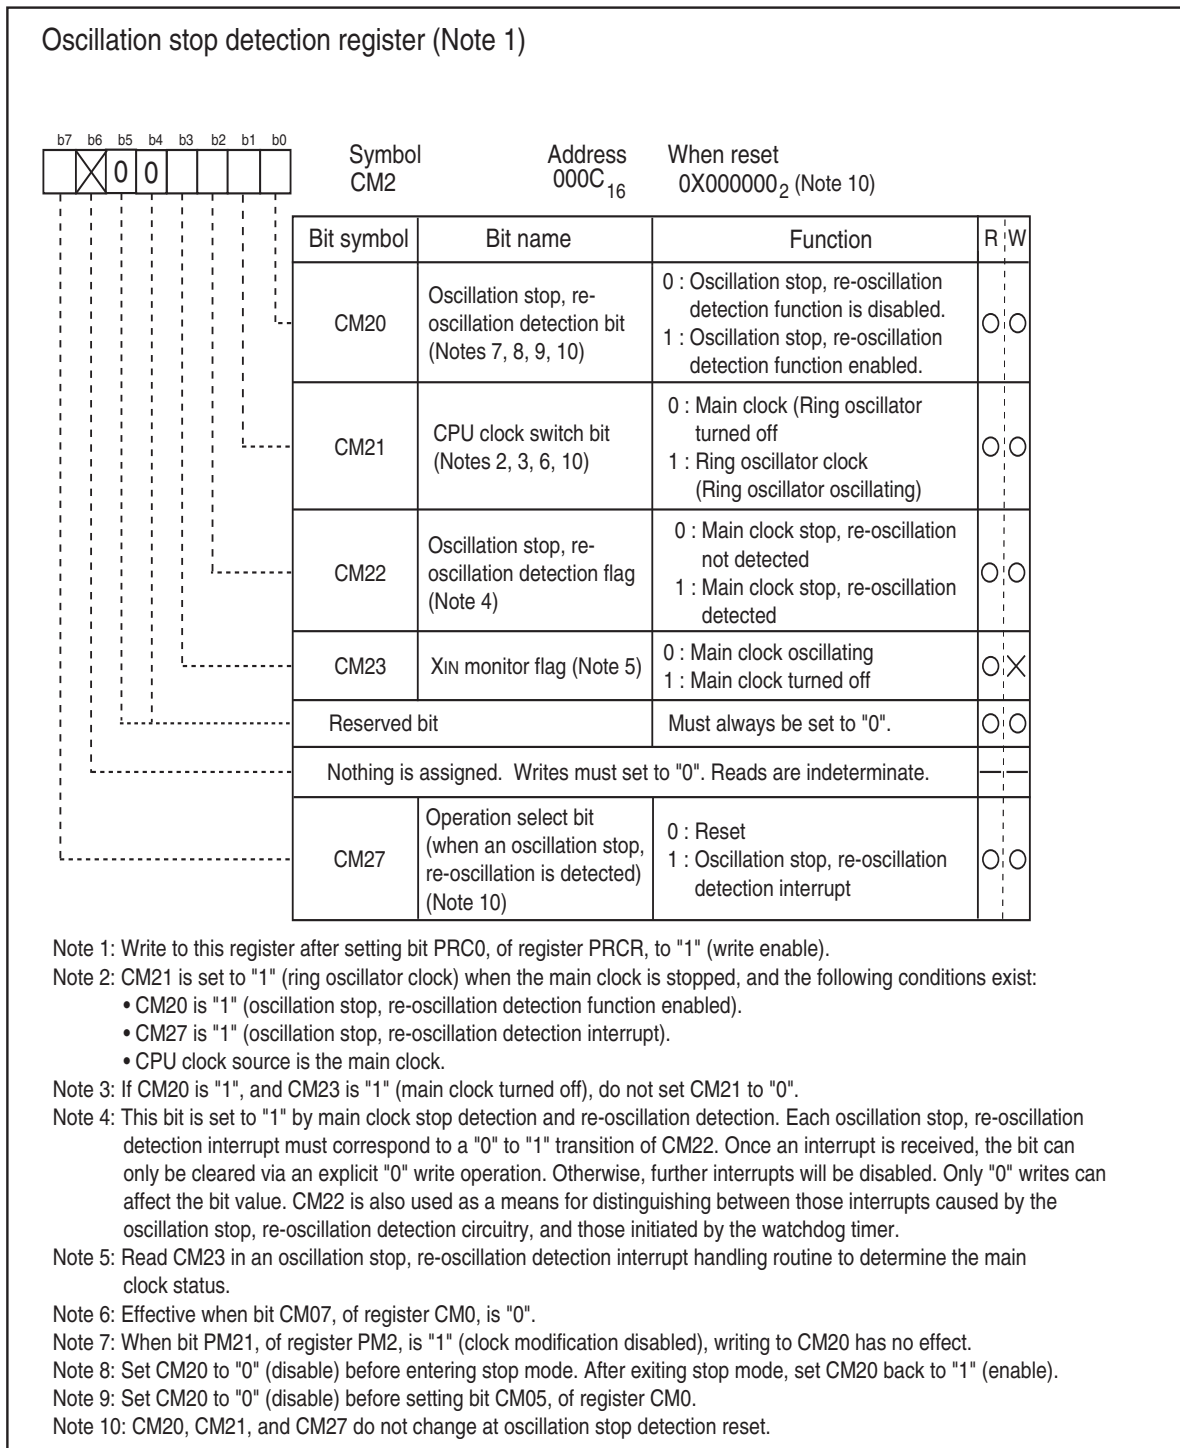 Oscillation stop detection register (Note 1)
b7 b6 b5 b4 b3 b2 b1 b0
0 0
Symbol Address When reset
CM2 000C16 0X0000002 (Note 10)
Bit symbol Bit name Function R W
CM20
Oscillation stop, re-
oscillation detection bit
(Notes 7, 8, 9, 10)
0 : Oscillation stop, re-oscillation
detection function is disabled.
1 : Oscillation stop, re-oscillation
detection function enabled.
CM21
CPU clock switch bit
(Notes 2, 3, 6, 10)
0 : Main clock (Ring oscillator
turned off
1 : Ring oscillator clock
(Ring oscillator oscillating)
CM22
Oscillation stop, re-
oscillation detection flag
(Note 4)
0 : Main clock stop, re-oscillation
not detected
1 : Main clock stop, re-oscillation
detected
CM23
XIN monitor flag (Note 5)
0 : Main clock oscillating
1 : Main clock turned off
Reserved bit
Must always be set to "0".
Nothing is assigned. Writes must set to "0". Reads are indeterminate.
CM27
Operation select bit
(when an oscillation stop,
re-oscillation is detected)
(Note 10)
0 : Reset
1 : Oscillation stop, re-oscillation
detection interrupt
Note 1: Write to this register after setting bit PRC0, of register PRCR, to "1" (write enable).
Note 2: CM21 is set to "1" (ring oscillator clock) when the main clock is stopped, and the following conditions exist:
• CM20 is "1" (oscillation stop, re-oscillation detection function enabled).
• CM27 is "1" (oscillation stop, re-oscillation detection interrupt).
• CPU clock source is the main clock.
Note 3: If CM20 is "1", and CM23 is "1" (main clock turned off), do not set CM21 to "0".
Note 4: This bit is set to "1" by main clock stop detection and re-oscillation detection. Each oscillation stop, re-oscillation
detection interrupt must correspond to a "0" to "1" transition of CM22. Once an interrupt is received, the bit can
only be cleared via an explicit "0" write operation. Otherwise, further interrupts will be disabled. Only "0" writes can
affect the bit value. CM22 is also used as a means for distinguishing between those interrupts caused by the
oscillation stop, re-oscillation detection circuitry, and those initiated by the watchdog timer.
Note 5: Read CM23 in an oscillation stop, re-oscillation detection interrupt handling routine to determine the main
clock status.
Note 6: Effective when bit CM07, of register CM0, is "0".
Note 7: When bit PM21, of register PM2, is "1" (clock modification disabled), writing to CM20 has no effect.
Note 8: Set CM20 to "0" (disable) before entering stop mode. After exiting stop mode, set CM20 back to "1" (enable).
Note 9: Set CM20 to "0" (disable) before setting bit CM05, of register CM0.
Note 10: CM20, CM21, and CM27 do not change at oscillation stop detection reset.